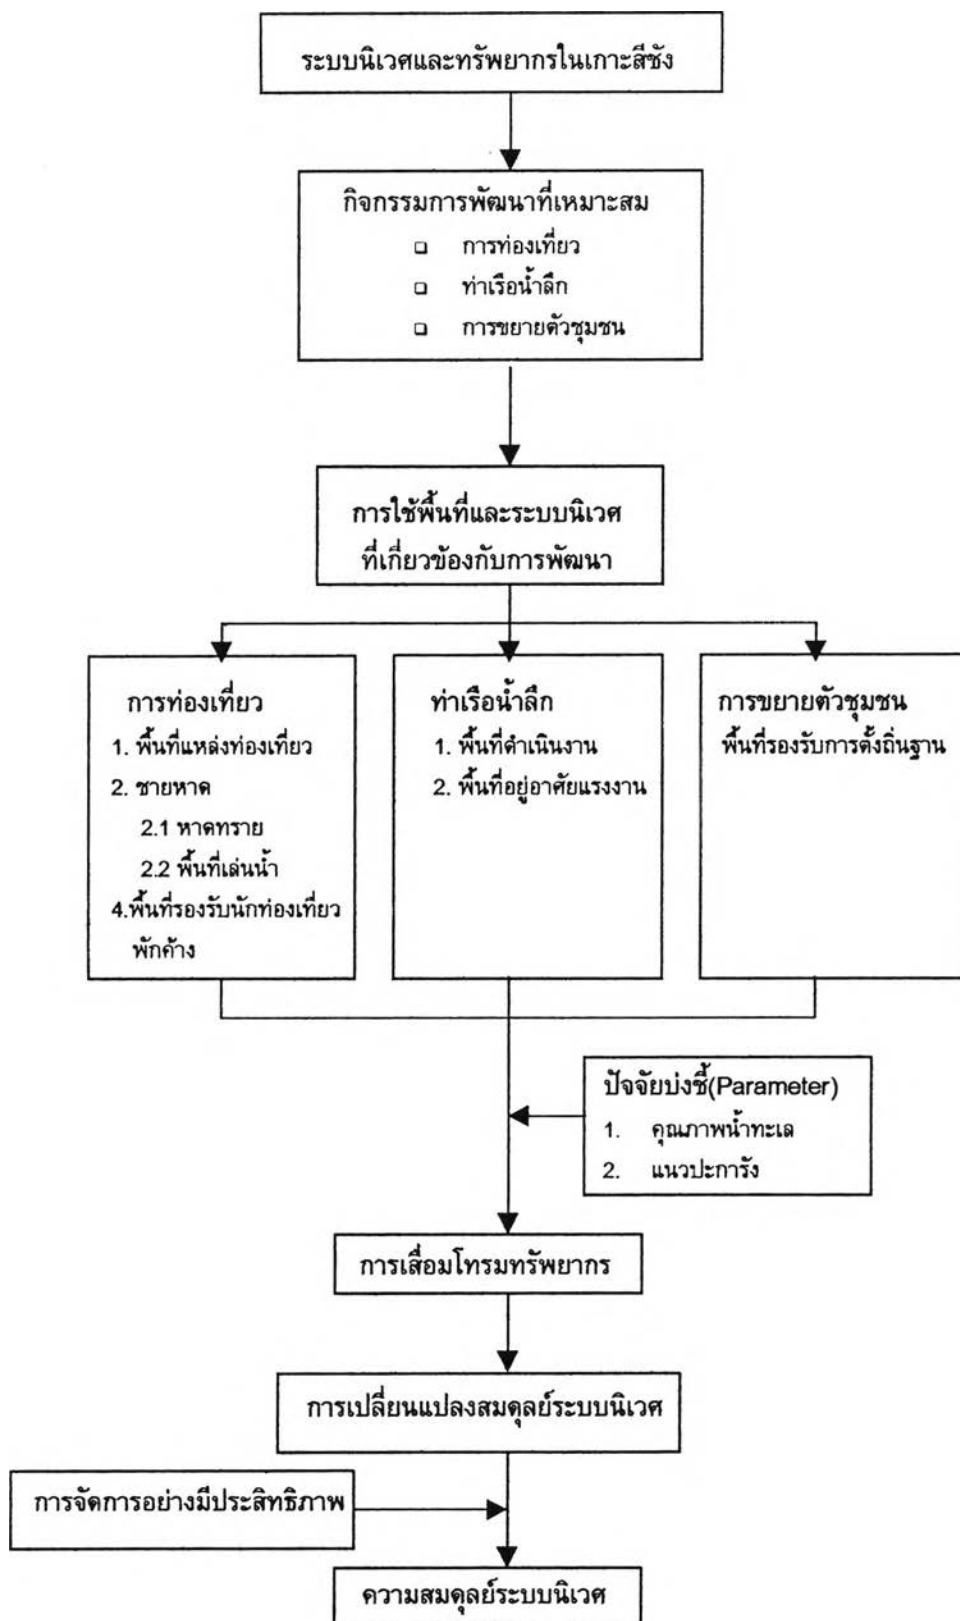 ระบบนิเวศและทรัพยากรในเกาะสีชัง
กิจกรรมการพัฒนาที่เหมาะสม
❑ การท่องเที่ยว
❑ ท่าเรือน้ำลึก
❑ การขยายตัวชุมชน
การใช้พื้นที่และระบบนิเวศ
ที่เกี่ยวข้องกับการพัฒนา
การท่องเที่ยว
1. พื้นที่แหล่งท่องเที่ยว
2. ชายหาด
2.1 หาดทราย
2.2 พื้นที่เล่นน้ำ
4.พื้นที่รองรับนักท่องเที่ยว
พักค้าง
ท่าเรือน้ำลึก
1. พื้นที่ดำเนินงาน
2. พื้นที่อยู่อาศัยแรงงาน
การขยายตัวชุมชน
พื้นที่รองรับการตั้งถิ่นฐาน
ปัจจัยบ่งชี้(Parameter)
1. คุณภาพน้ำทะเล
2. แนวปะการัง
การเสื่อมโทรมทรัพยากร
การเปลี่ยนแปลงสมดุลย์ระบบนิเวศ
การจัดการอย่างมีประสิทธิภาพ
ความสมดุลย์ระบบนิเวศ